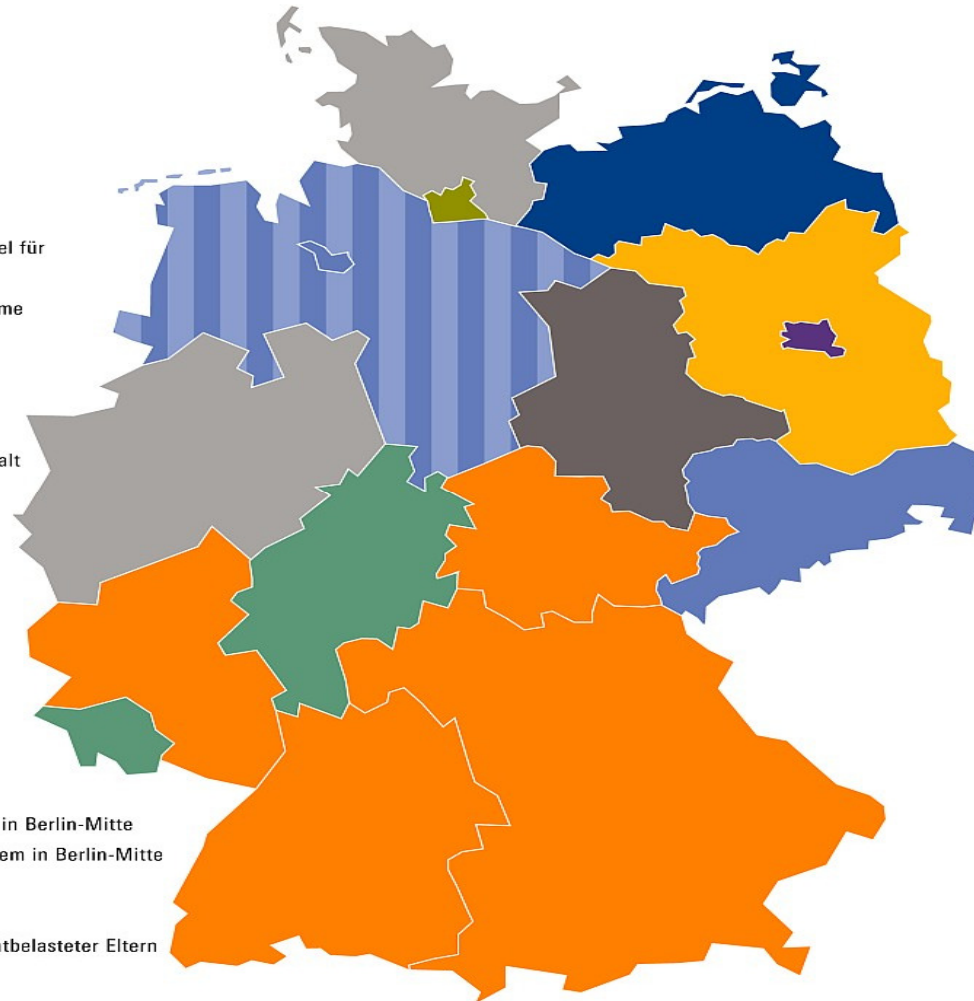 el für
me
alt
in Berlin-Mitte
em in Berlin-Mitte
tbelasteter Eltern